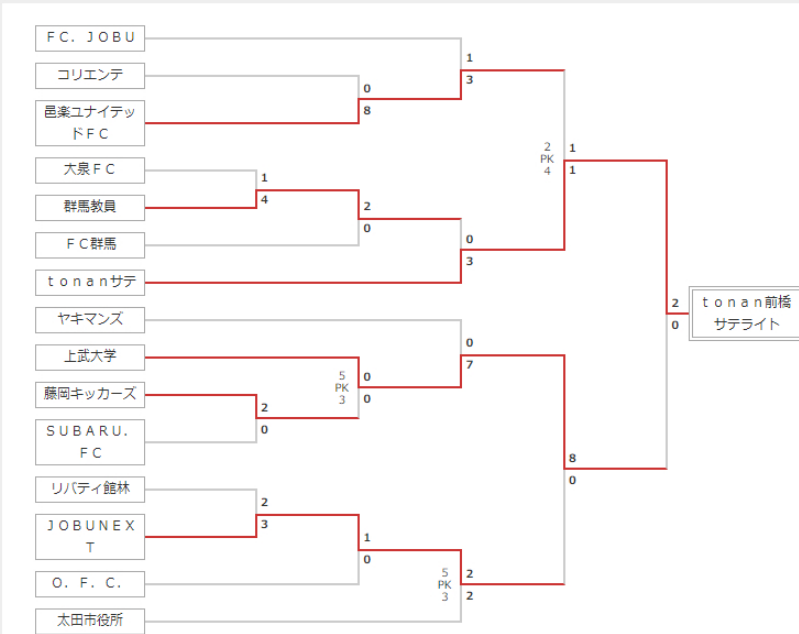 ＦＣ．ＪＯＢＵ
コリエンテ
邑楽ユナイテッ
ドＦＣ
大泉ＦＣ
群馬教員
ＦＣ群馬
ｔｏｎａｎサテ
ヤキマンズ
上武大学
藤岡キッカーズ
ＳＵＢＡＲＵ．
ＦＣ
リバティ館林
ＪＯＢＵＮＥＸ
Ｔ
Ｏ．Ｆ．Ｃ．
太田市役所
1
4
2
0
2
3
0
8
2
0
5
PK
3
0
0
1
0
1
3
0
3
0
7
5
PK
3
2
2
2
PK
4
1
1
8
0
2
0
ｔｏｎａｎ前橋
サテライト